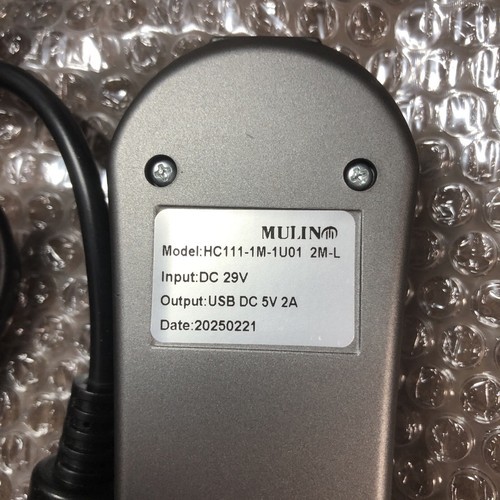 MULIN
Model:HC111-1M-1U01 2M-L
Input:DC 29V
Output:USB DC 5V 2A
Date:20250221